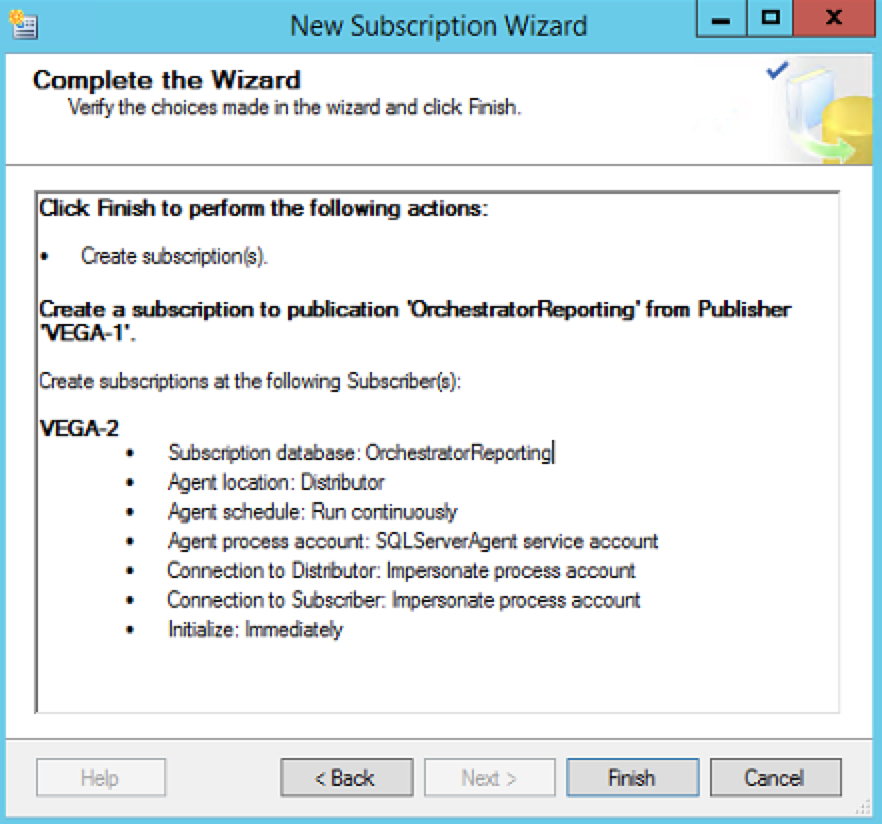 New Subscription Wizard
Complete the Wizard
Verify the choices made in the wizard and click Finish.
Click Finish to perform the following actions:
• Create subscription(s).
Create a subscription to publication 'OrchestratorReporting' from Publisher
'VEGA-1'.
Create subscriptions at the following Subscriber(s):
VEGA-2
• Subscription database: OrchestratorReporting
• Agent location: Distributor
• Agent schedule: Run continuously
• Agent process account: SQLServerAgent service account
• Connection to Distributor: Impersonate process account
• Connection to Subscriber: Impersonate process account
• Initialize: Immediately
Help
< Back
Next >
Finish
Cancel